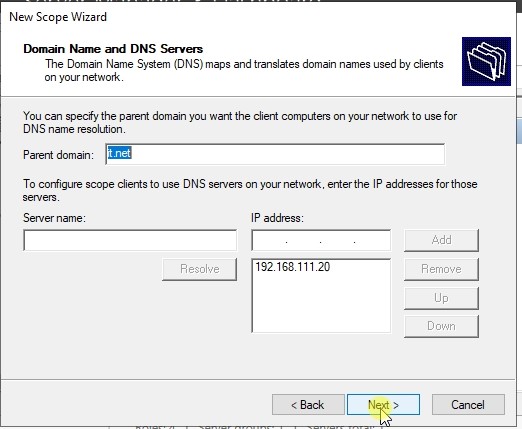 New Scope Wizard
Domain Name and DNS Servers
The Domain Name System (DNS) maps and translates domain names used by clients
on your network.
You can specify the parent domain you want the client computers on your network to use for
DNS name resolution.
Parent domain: it.net
To configure scope clients to use DNS servers on your network, enter the IP addresses for those
servers.
Server name: IP address:
. . . Add
Resolve 192.168.111.20 Remove
Up
Down
< Back Next > Cancel